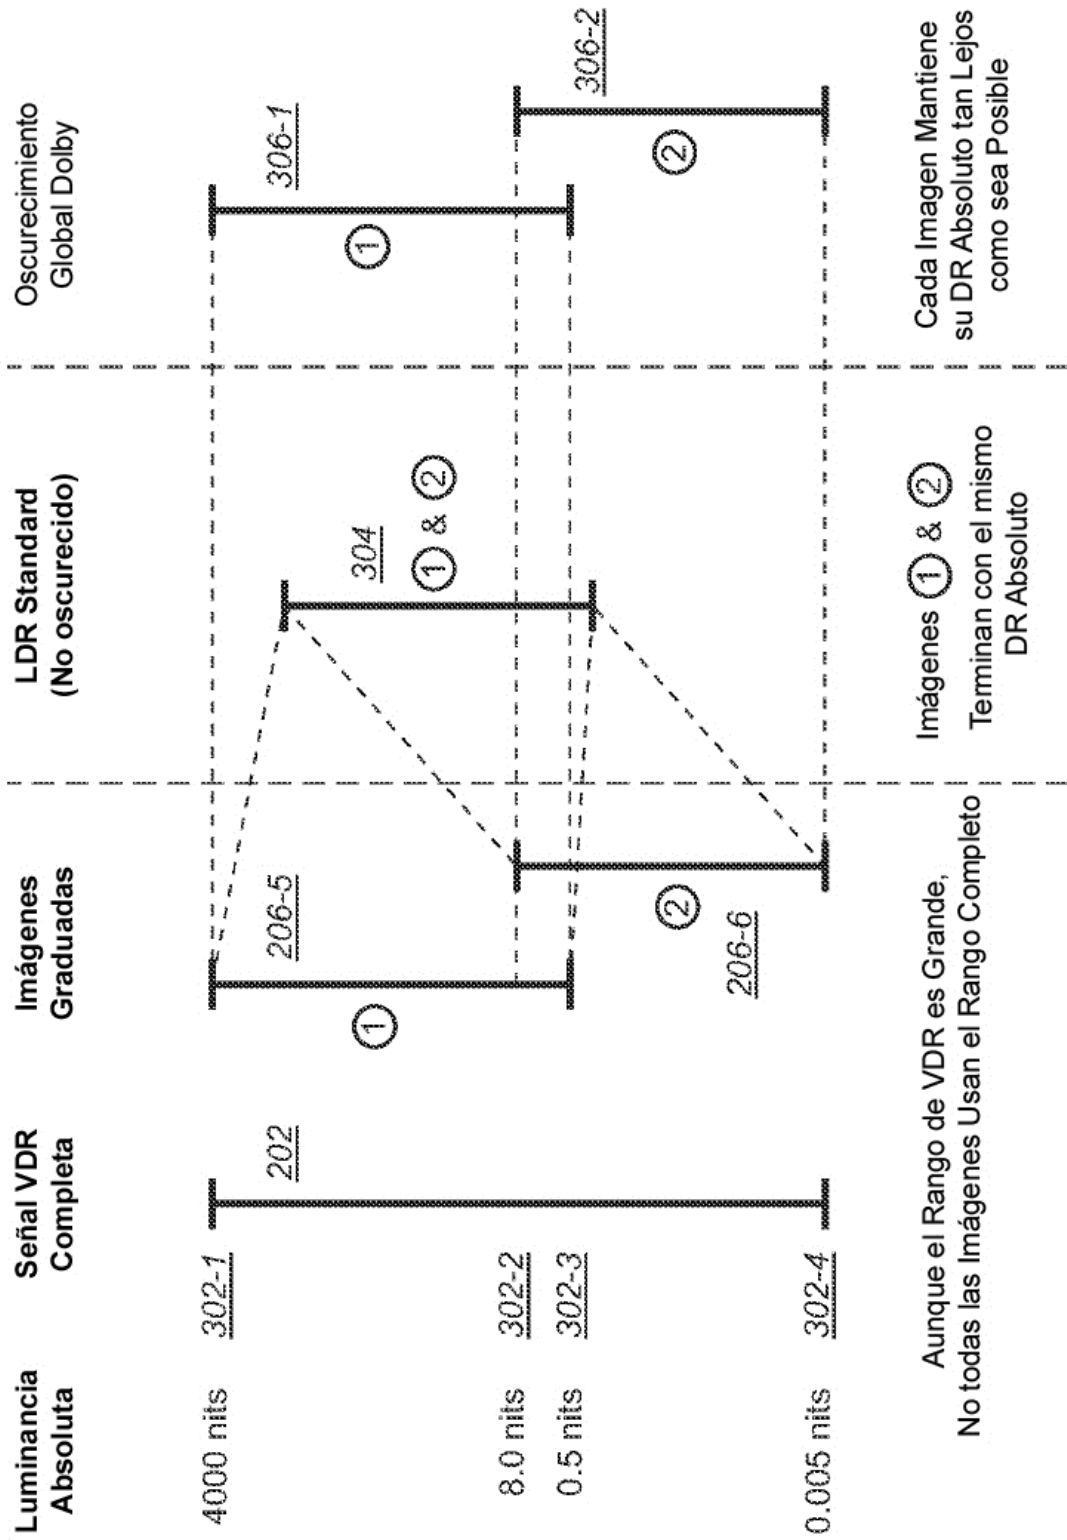 Luminancia
Absoluta
Señal VDR
Completa
Imágenes
Graduadas
LDR Standard
(No oscurecido)
Oscurecimiento
Global Dolby
4000 nits
302-1
202
206-5
1
304
1 & 2
306-1
1
8.0 nits
302-2
0.5 nits
302-3
206-6
2
306-2
2
0.005 nits
302-4
Aunque el Rango de VDR es Grande,
No todas las Imágenes Usan el Rango Completo
Imágenes 1 & 2
Terminan con el mismo
DR Absoluto
Cada Imagen Mantiene
su DR Absoluto tan Lejos
como sea Posible